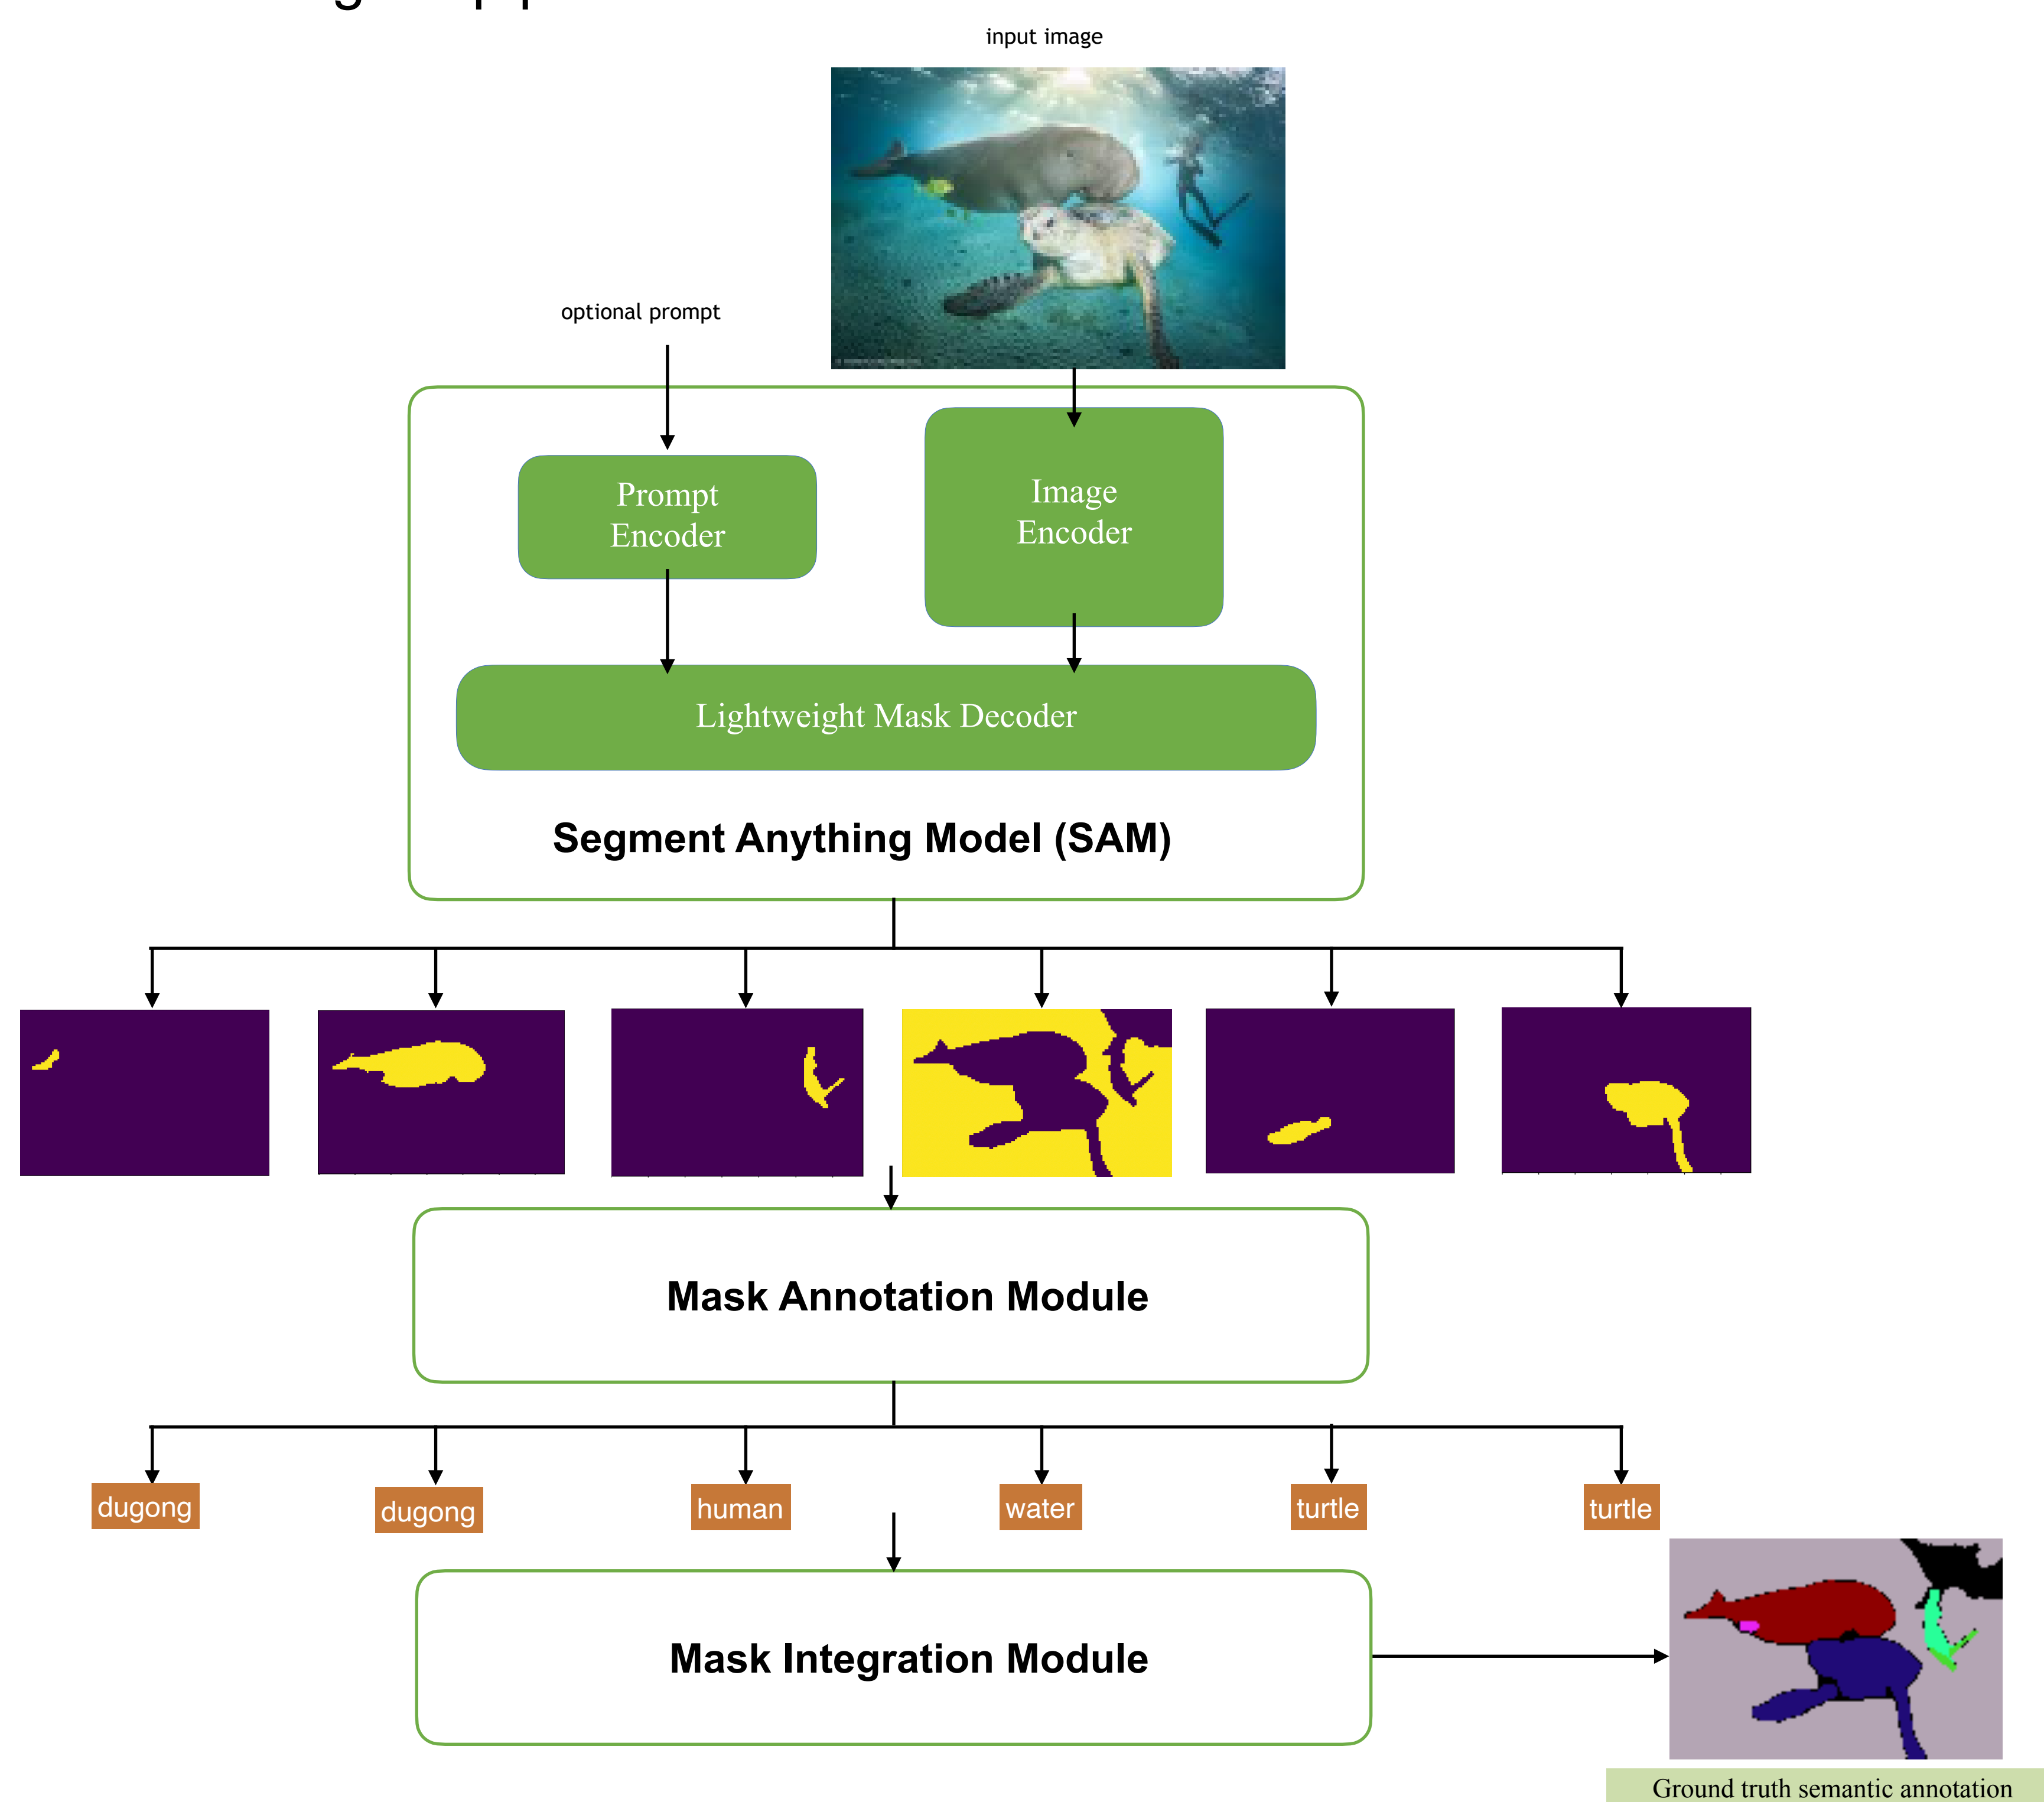 input image
optional prompt
Prompt
Encoder
Image
Encoder
Lightweight Mask Decoder
Segment Anything Model (SAM)
Mask Annotation Module
dugong
dugong
human
water
turtle
turtle
Mask Integration Module
Ground truth semantic annotation